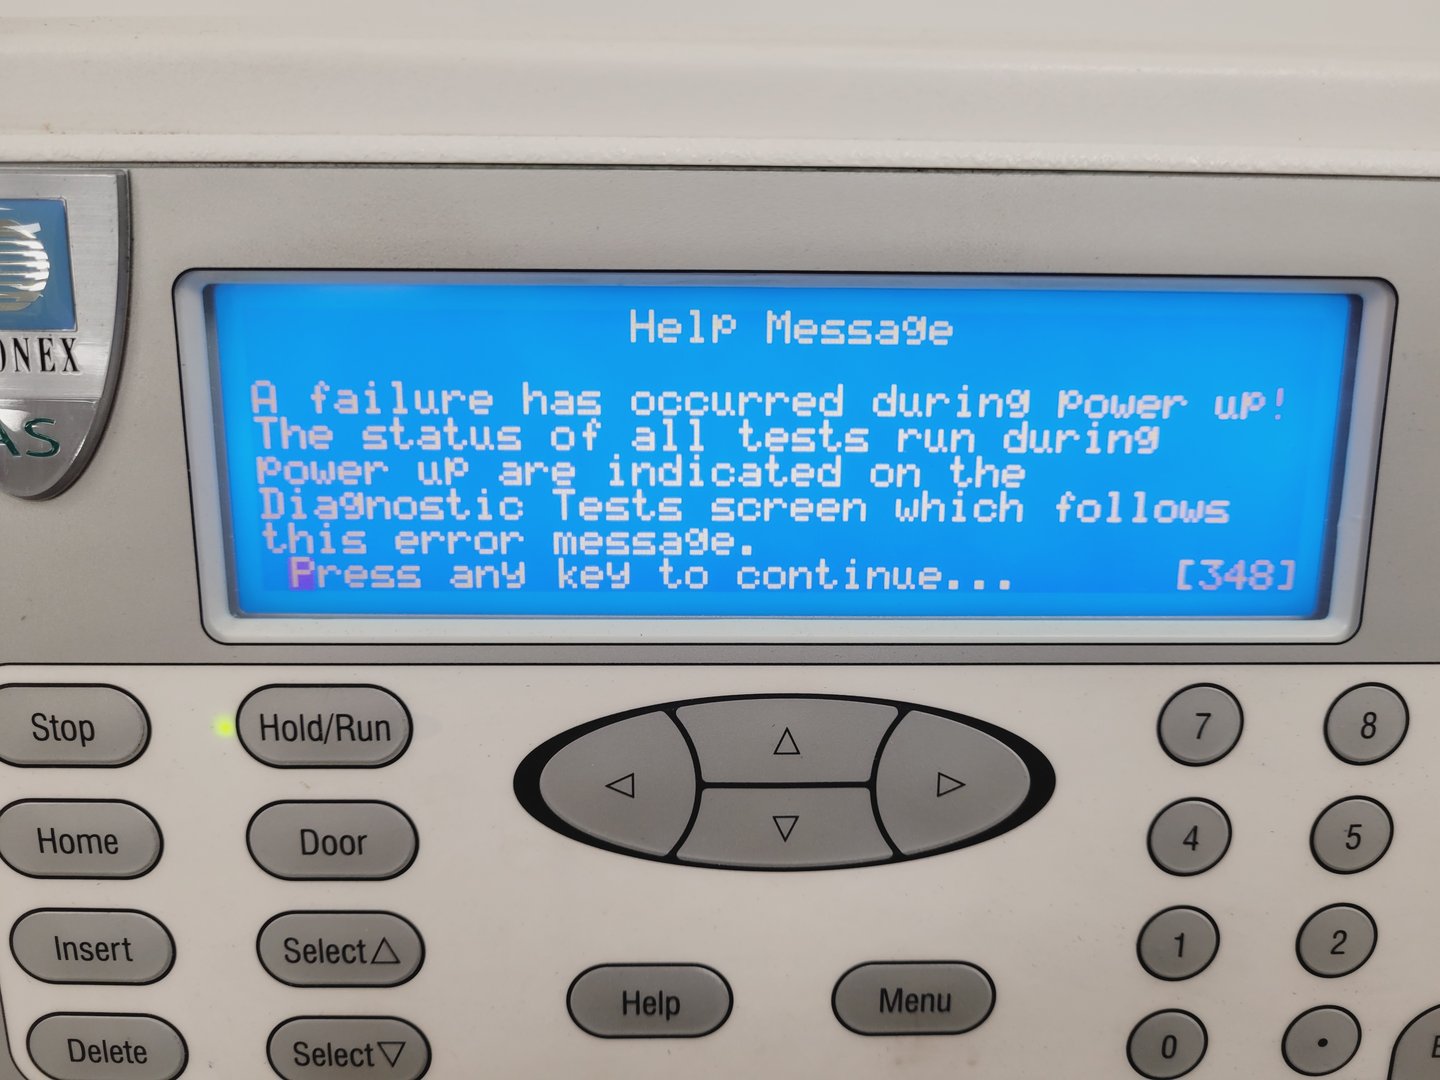 Help Message
A failure has occurred during power up!
The status of all tests run during
power up are indicated on the
Diagnostic Tests screen which follows
this error message.
Press any key to continue... [348]
ONEX
AS
Stop
Hold/Run
7
8
Home
Door
4
5
Insert
Select △
1
2
Help
Menu
Delete
Select ▽
0
.